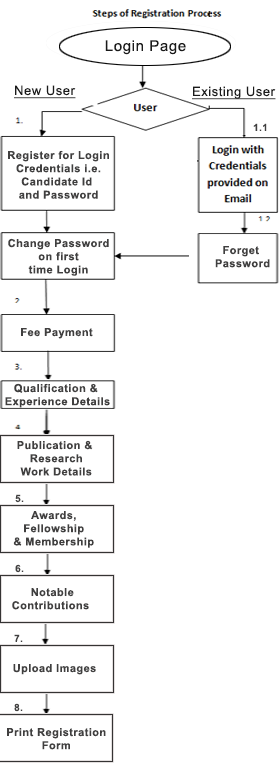 Steps of Registration Process
Login Page
New User
Existing User
User
1.
1.1
Register for Login
Credentials i.e.
Candidate Id
and Password
Login with
Credentials
provided on
Email
1.2
Change Password
on first
time Login
Forget
Password
2
Fee Payment
3.
Qualification &
Experience Details
4
Publication &
Research
Work Details
5.
Awards,
Fellowship
& Membership
6.
Notable
Contributions
7.
Upload Images
8.
Print Registration
Form